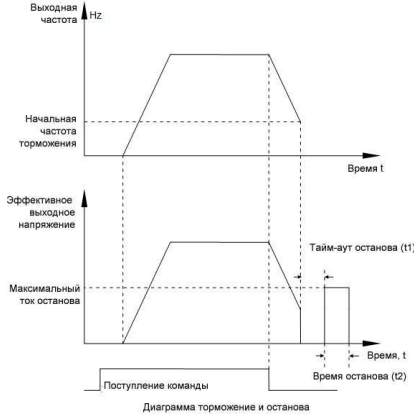 Выходная
частота
Hz
Начальная
частота
торможения
Время t
Эффективное
выходное
напряжение
Тайм-аут останова (t1)
Максимальный
ток останова
t
Время, t
Время останова (t2)
Поступление команды
Диаграмма торможение и останова